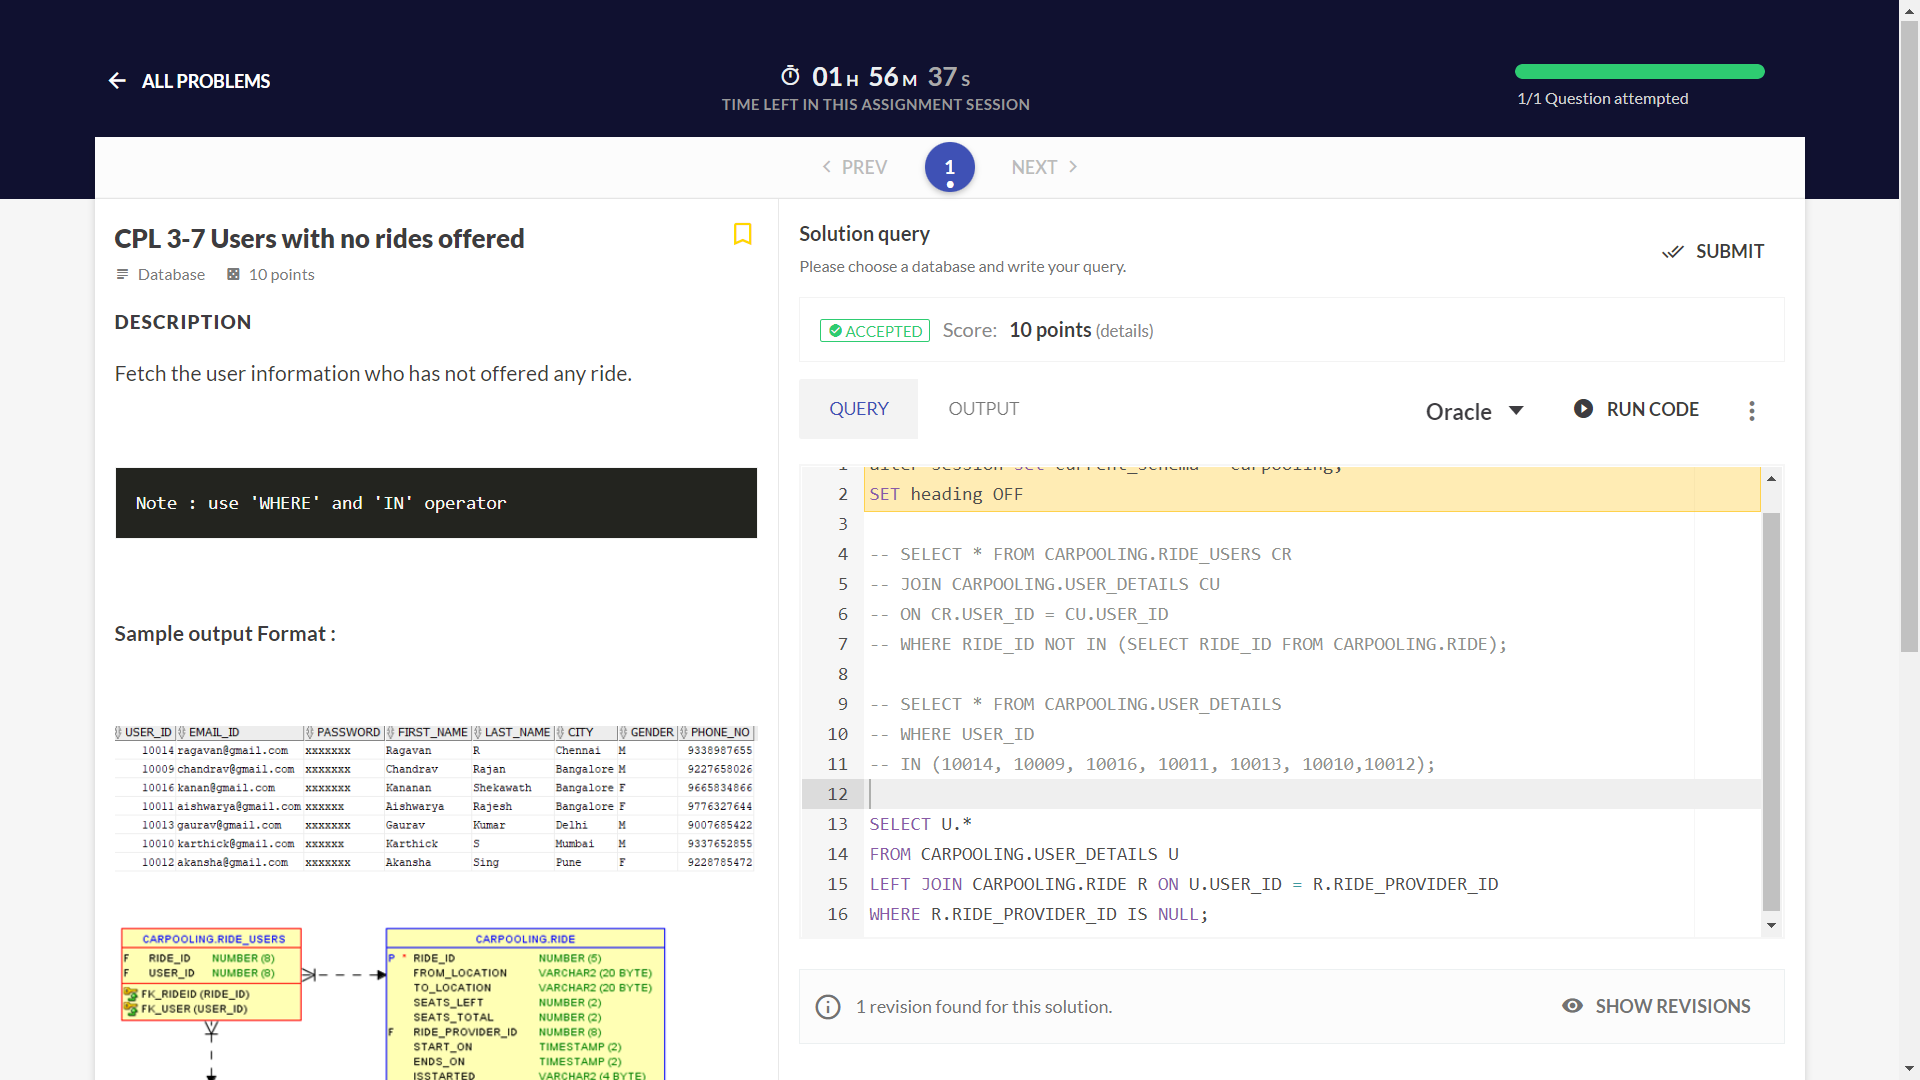 ALL PROBLEMS
01 H 56 M 37 S
TIME LEFT IN THIS ASSIGNMENT SESSION
1/1 Question attempted
PREV
1
NEXT
CPL 3-7 Users with no rides offered
Database 10 points
DESCRIPTION
Fetch the user information who has not offered any ride.
Note : use 'WHERE' and 'IN' operator
Sample output Format :
USER_ID EMAIL_ID PASSWORD FIRST_NAME LAST_NAME CITY GENDER PHONE_NO
10014 ragavan@gmail.com xxxxxxx Ragavan R Chennai M 9338987655
10009 chandrav@gmail.com xxxxxxx Chandrav Rajan Bangalore M 9227658026
10016 kanan@gmail.com xxxxxxx Kananan Shekawath Bangalore F 9665834866
10011 aishwarya@gmail.com xxxxxx Aishwarya Rajesh Bangalore F 9776327644
10013 gaurav@gmail.com xxxxxxx Gaurav Kumar Delhi M 9007685422
10010 karthick@gmail.com xxxxxx Karthick S Mumbai M 9337652855
10012 akansha@gmail.com xxxxxxx Akansha Sing Pune F 9228785472
CARPOOLING.RIDE_USERS
F RIDE_ID NUMBER (8)
F USER_ID NUMBER (8)
FK_RIDEID (RIDE_ID)
FK_USER (USER_ID)
CARPOOLING.RIDE
P * RIDE_ID NUMBER (5)
FROM_LOCATION VARCHAR2 (20 BYTE)
TO_LOCATION VARCHAR2 (20 BYTE)
SEATS_LEFT NUMBER (2)
SEATS_TOTAL NUMBER (2)
F RIDE_PROVIDER_ID NUMBER (8)
START_ON TIMESTAMP (2)
ENDS_ON TIMESTAMP (2)
ISSTARTED VARCHAR2 (4 BYTE)
Solution query
Please choose a database and write your query.
SUBMIT
ACCEPTED Score: 10 points (details)
QUERY
OUTPUT
Oracle
RUN CODE
1 alter session set current_schema = carpooling;
2 SET heading OFF
3
4 -- SELECT * FROM CARPOOLING.RIDE_USERS CR
5 -- JOIN CARPOOLING.USER_DETAILS CU
6 -- ON CR.USER_ID = CU.USER_ID
7 -- WHERE RIDE_ID NOT IN (SELECT RIDE_ID FROM CARPOOLING.RIDE);
8
9 -- SELECT * FROM CARPOOLING.USER_DETAILS
10 -- WHERE USER_ID
11 -- IN (10014, 10009, 10016, 10011, 10013, 10010,10012);
12
13 SELECT U.*
14 FROM CARPOOLING.USER_DETAILS U
15 LEFT JOIN CARPOOLING.RIDE R ON U.USER_ID = R.RIDE_PROVIDER_ID
16 WHERE R.RIDE_PROVIDER_ID IS NULL;
1 revision found for this solution.
SHOW REVISIONS